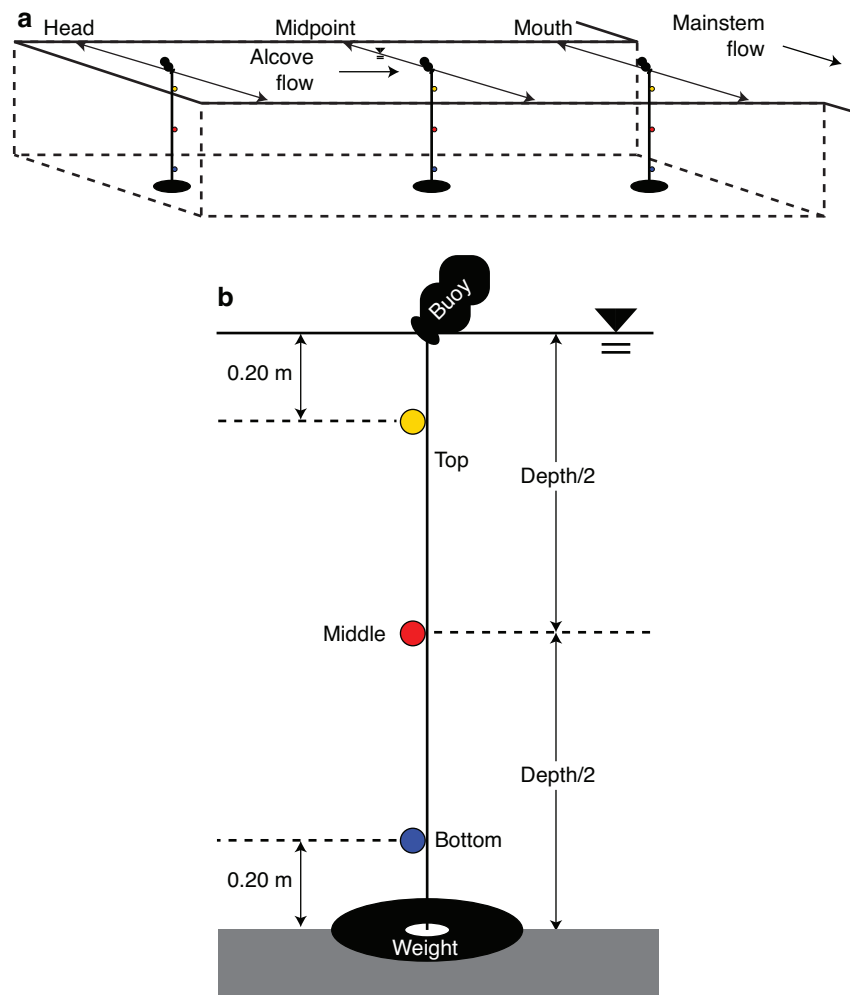 a
Head
Midpoint
Mouth
Mainstem
flow
Alcove
flow
b
Buoy
0.20 m
Top
Depth/2
Middle
Depth/2
Bottom
0.20 m
Weight